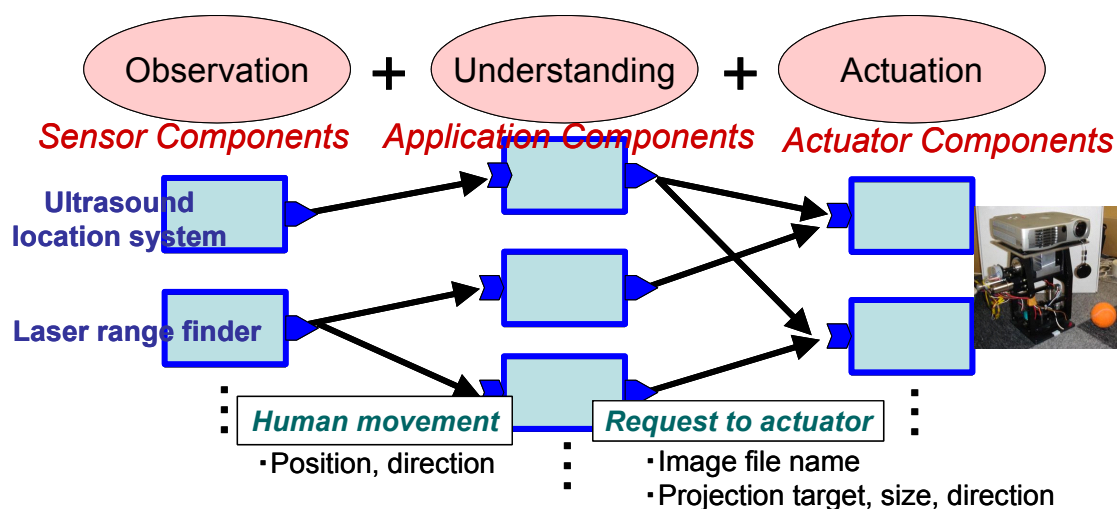 Observation + Understanding + Actuation
Sensor Components Application Components Actuator Components
Ultrasound
location system
Laser range finder
Human movement
・Position, direction
Request to actuator
・Image file name
・Projection target, size, direction